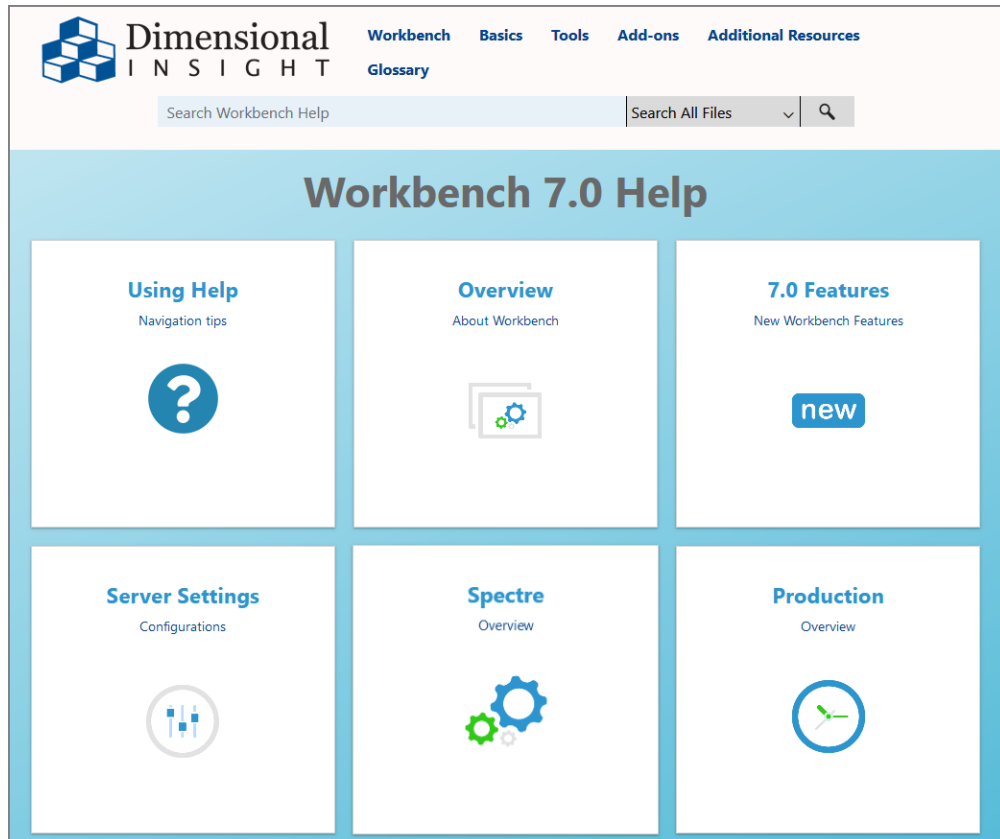 Dimensional
INSIGHT
Workbench Basics Tools Add-ons Additional Resources
Glossary
Search Workbench Help
Search All Files
Workbench 7.0 Help
Using Help
Navigation tips
Overview
About Workbench
7.0 Features
New Workbench Features
new
Server Settings
Configurations
Spectre
Overview
Production
Overview